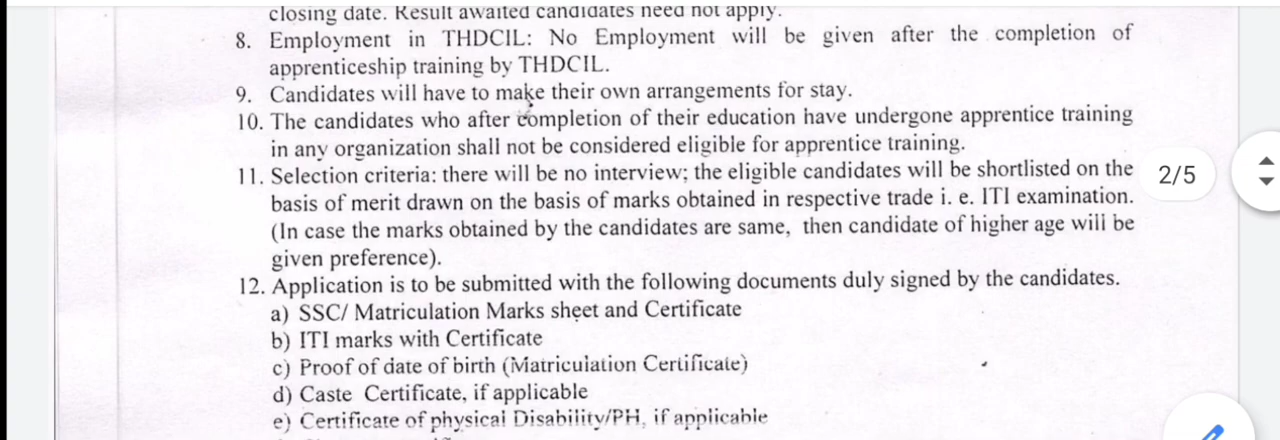 closing date. Result awaited candidates need not apply.
8. Employment in THDCIL: No Employment will be given after the completion of
apprenticeship training by THDCIL.
9. Candidates will have to make their own arrangements for stay.
10. The candidates who after completion of their education have undergone apprentice training
in any organization shall not be considered eligible for apprentice training.
11. Selection criteria: there will be no interview; the eligible candidates will be shortlisted on the
basis of merit drawn on the basis of marks obtained in respective trade i. e. ITI examination.
(In case the marks obtained by the candidates are same, then candidate of higher age will be
given preference).
12. Application is to be submitted with the following documents duly signed by the candidates.
a) SSC/ Matriculation Marks sheet and Certificate
b) ITI marks with Certificate
c) Proof of date of birth (Matriculation Certificate)
d) Caste Certificate, if applicable
e) Certificate of physical Disability/PH, if applicable
2/5